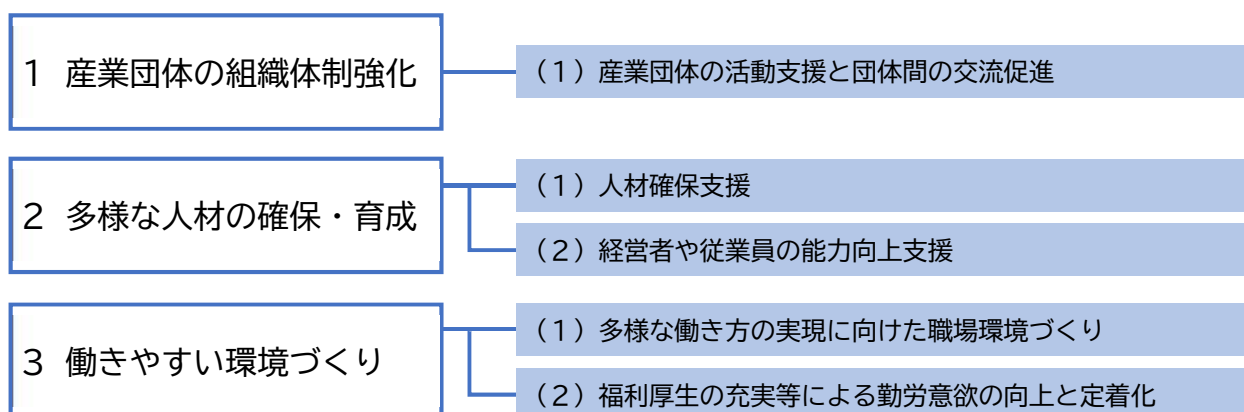 1 産業団体の組織体制強化
（1）産業団体の活動支援と団体間の交流促進
2 多様な人材の確保・育成
（1）人材確保支援
（2）経営者や従業員の能力向上支援
3 働きやすい環境づくり
（1）多様な働き方の実現に向けた職場環境づくり
（2）福利厚生の充実等による勤労意欲の向上と定着化